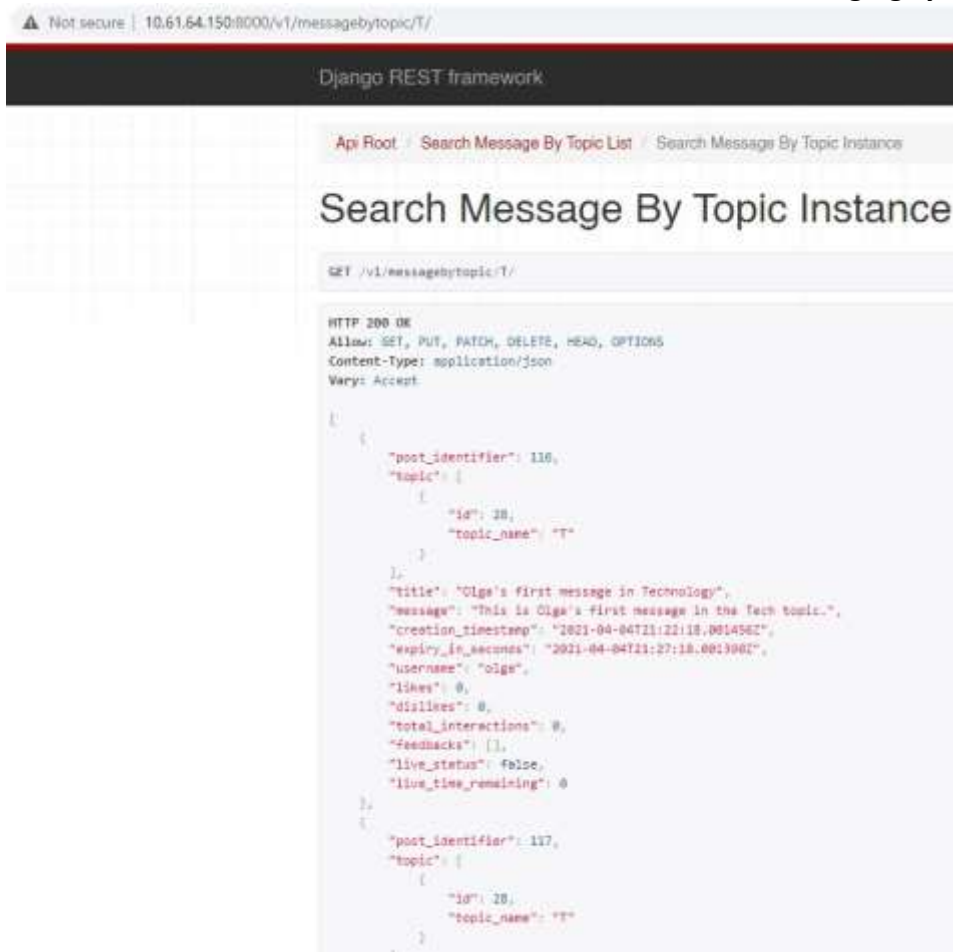 Not secure | 10.61.64.150:8000/v1/messagebytopic/T/
Django REST framework
Api Root / Search Message By Topic List / Search Message By Topic Instance
Search Message By Topic Instance
GET /v1/messagebytopic/T/
HTTP 200 OK
Allow: GET, PUT, PATCH, DELETE, HEAD, OPTIONS
Content-Type: application/json
Vary: Accept
[
{
"post_identifier": 116,
"topic": [
{
"id": 28,
"topic_name": "T"
}
],
"title": "Olga's first message in Technology",
"message": "This is Olga's first message in the Tech topic.",
"creation_timestamp": "2021-04-04T21:22:18.001456Z",
"expiry_in_seconds": "2021-04-04T21:27:18.001398Z",
"username": "olga",
"likes": 0,
"dislikes": 0,
"total_interactions": 0,
"feedbacks": [],
"live_status": false,
"live_time_remaining": 0
},
{
"post_identifier": 117,
"topic": [
{
"id": 28,
"topic_name": "T"
}